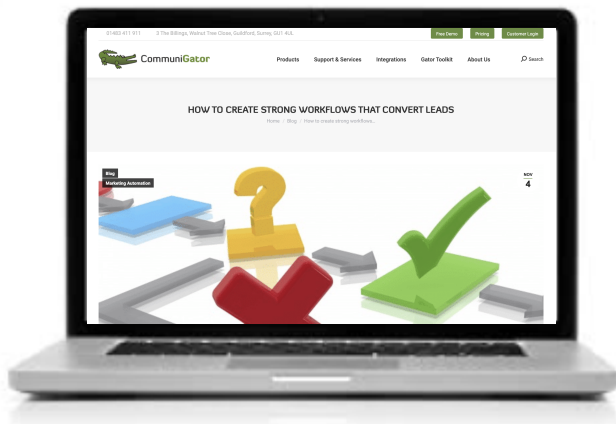 01483 411 911 2 The Billings, Walnut Tree Close, Guildford, Surrey, GU1 4UL.
Free Demo Pricing Customer Login
CommuniGator
Products Support & Services Integrations Gator Toolkit About Us Search
HOW TO CREATE STRONG WORKFLOWS THAT CONVERT LEADS
Home / Blog / How to create strong workflows...
Blog
Marketing Automation
NOV
4